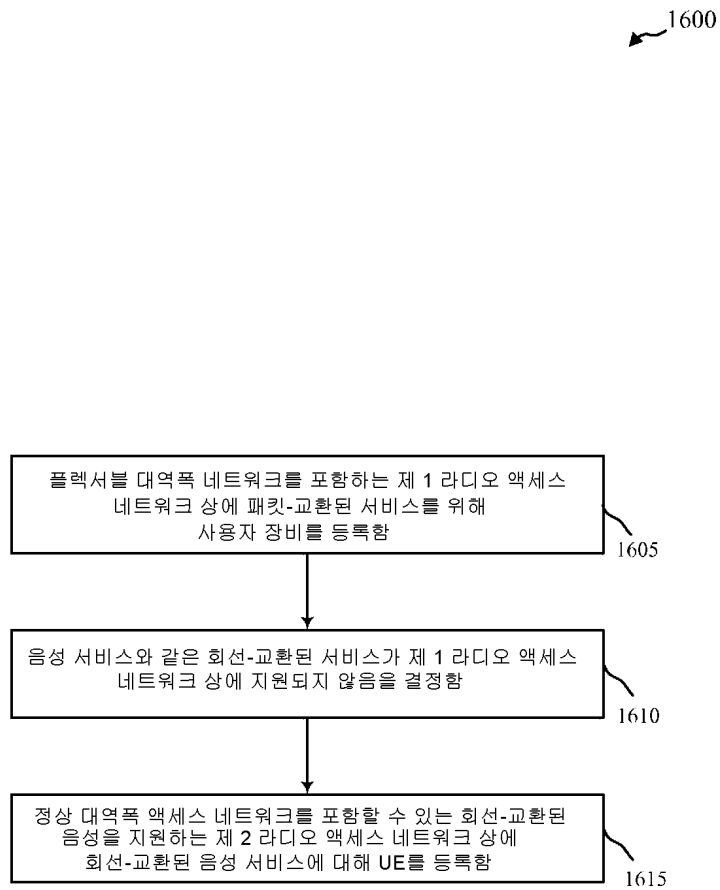 1600
플렉서블 대역폭 네트워크를 포함하는 제 1 라디오 액세스
네트워크 상에 패킷-교환된 서비스를 위해
사용자 장비를 등록함
1605
음성 서비스와 같은 회선-교환된 서비스가 제 1 라디오 액세스
네트워크 상에 지원되지 않음을 결정함
1610
정상 대역폭 액세스 네트워크를 포함할 수 있는 회선-교환된
음성을 지원하는 제 2 라디오 액세스 네트워크 상에
회선-교환된 음성 서비스에 대해 UE를 등록함
1615